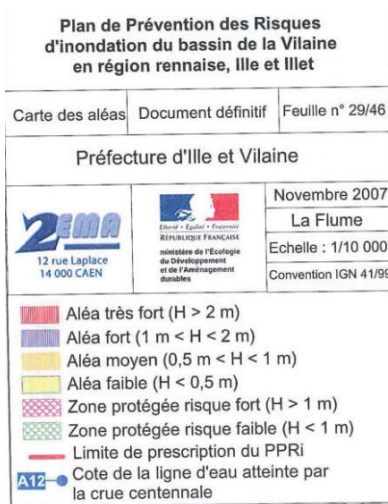 Plan de Prévention des Risques
d'inondation du bassin de la Vilaine
en région rennaise, Ille et Illet
Carte des aléas
Document définitif
Feuille n° 29/46
Préfecture d'Ille et Vilaine
2EMA
12 rue Laplace
14 000 CAEN
Liberté • Égalité • Fraternité
RÉPUBLIQUE FRANÇAISE
ministère de l'Écologie
du Développement
et de l'Aménagement
durables
Novembre 2007
La Flume
Echelle : 1/10 000
Convention IGN 41/99
Aléa très fort (H > 2 m)
Aléa fort (1 m < H < 2 m)
Aléa moyen (0,5 m < H < 1 m)
Aléa faible (H < 0,5 m)
Zone protégée risque fort (H > 1 m)
Zone protégée risque faible (H < 1 m)
Limite de prescription du PPRi
A12 Cote de la ligne d'eau atteinte par
la crue centennale